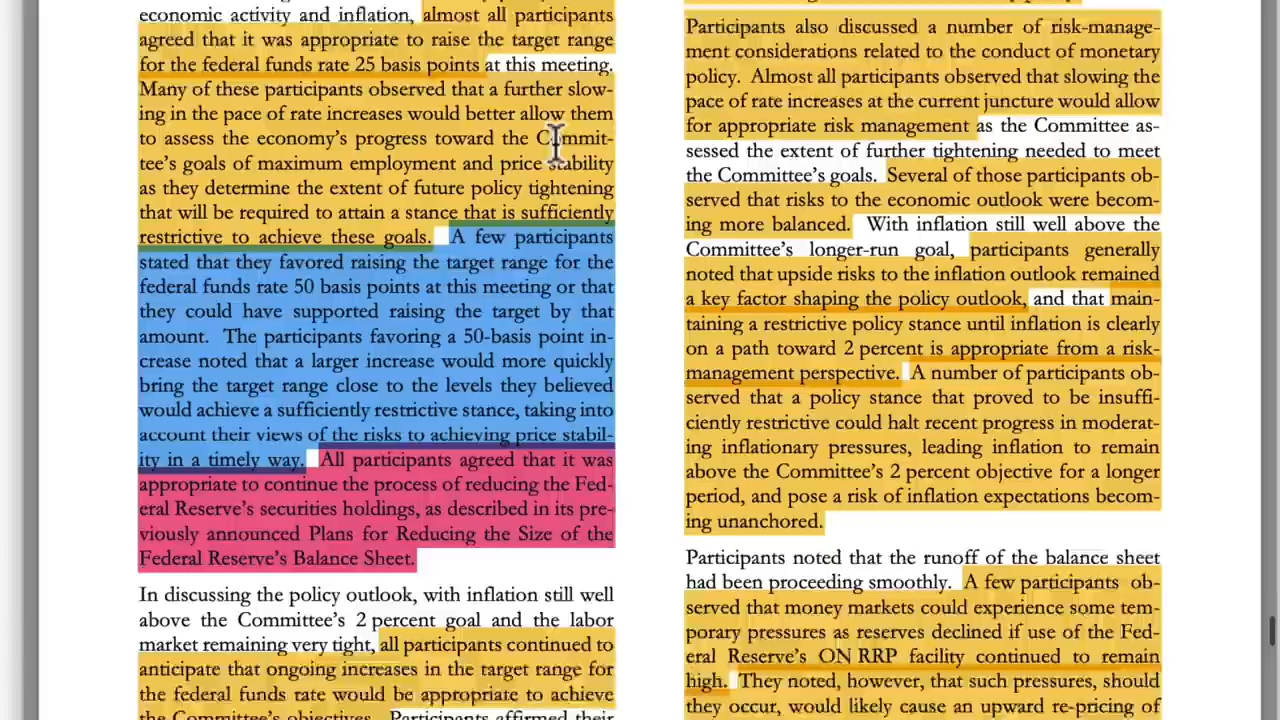 economic activity and inflation, almost all participants
agreed that it was appropriate to raise the target range
for the federal funds rate 25 basis points at this meeting.
Many of these participants observed that a further slow-
ing in the pace of rate increases would better allow them
to assess the economy's progress toward the Commit-
tee's goals of maximum employment and price stability
as they determine the extent of future policy tightening
that will be required to attain a stance that is sufficiently
restrictive to achieve these goals. A few participants
stated that they favored raising the target range for the
federal funds rate 50 basis points at this meeting or that
they could have supported raising the target by that
amount. The participants favoring a 50-basis point in-
crease noted that a larger increase would more quickly
bring the target range close to the levels they believed
would achieve a sufficiently restrictive stance, taking into
account their views of the risks to achieving price stabil-
ity in a timely way. All participants agreed that it was
appropriate to continue the process of reducing the Fed-
eral Reserve's securities holdings, as described in its pre-
viously announced Plans for Reducing the Size of the
Federal Reserve's Balance Sheet.
In discussing the policy outlook, with inflation still well
above the Committee's 2 percent goal and the labor
market remaining very tight, all participants continued to
anticipate that ongoing increases in the target range for
the federal funds rate would be appropriate to achieve
the Committee's objectives. Participants affirmed their
Participants also discussed a number of risk-manage-
ment considerations related to the conduct of monetary
policy. Almost all participants observed that slowing the
pace of rate increases at the current juncture would allow
for appropriate risk management as the Committee as-
sessed the extent of further tightening needed to meet
the Committee's goals. Several of those participants ob-
served that risks to the economic outlook were becom-
ing more balanced. With inflation still well above the
Committee's longer-run goal, participants generally
noted that upside risks to the inflation outlook remained
a key factor shaping the policy outlook, and that main-
taining a restrictive policy stance until inflation is clearly
on a path toward 2 percent is appropriate from a risk-
management perspective. A number of participants ob-
served that a policy stance that proved to be insuffi-
ciently restrictive could halt recent progress in moderat-
ing inflationary pressures, leading inflation to remain
above the Committee's 2 percent objective for a longer
period, and pose a risk of inflation expectations becom-
ing unanchored.
Participants noted that the runoff of the balance sheet
had been proceeding smoothly. A few participants ob-
served that money markets could experience some tem-
porary pressures as reserves declined if use of the Fed-
eral Reserve's ON RRP facility continued to remain
high. They noted, however, that such pressures, should
they occur, would likely cause an upward re-pricing of